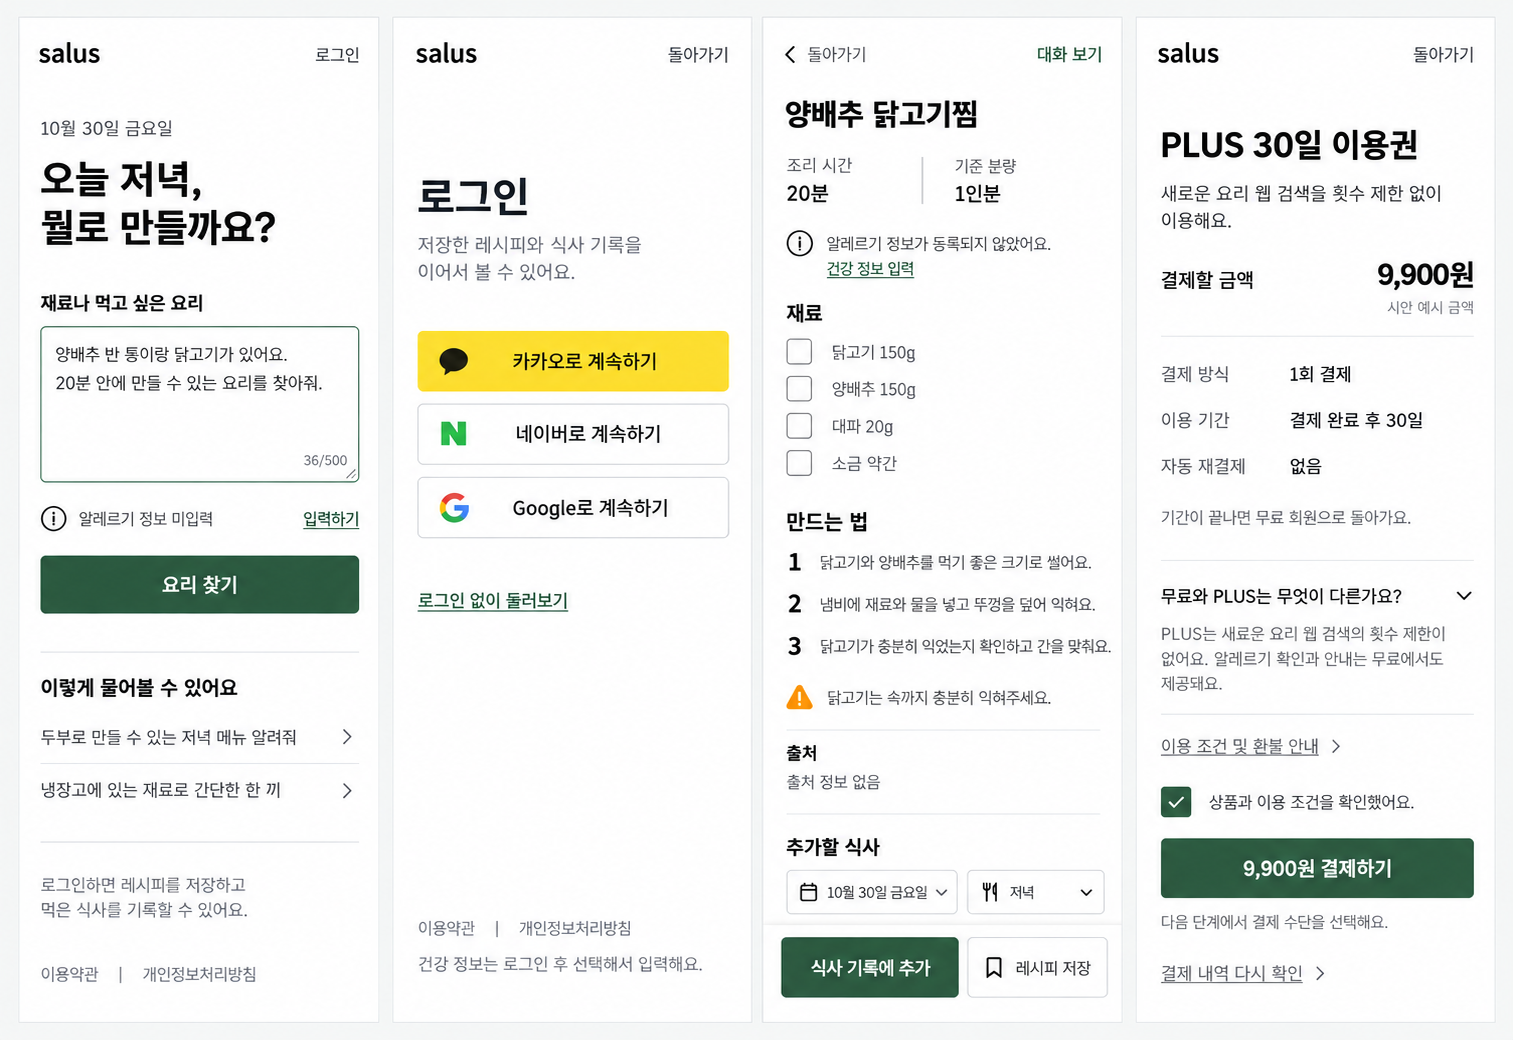 salus
로그인
10월 30일 금요일
오늘 저녁,
뭘로 만들까요?
재료나 먹고 싶은 요리
양배추 반 통이랑 닭고기가 있어요.
20분 안에 만들 수 있는 요리를 찾아줘.
36/500
알레르기 정보 미입력
입력하기
요리 찾기
이렇게 물어볼 수 있어요
두부로 만들 수 있는 저녁 메뉴 알려줘
냉장고에 있는 재료로 간단한 한 끼
로그인하면 레시피를 저장하고
먹은 식사를 기록할 수 있어요.
이용약관 | 개인정보처리방침
salus
돌아가기
로그인
저장한 레시피와 식사 기록을
이어서 볼 수 있어요.
카카오로 계속하기
네이버로 계속하기
Google로 계속하기
로그인 없이 둘러보기
이용약관 | 개인정보처리방침
건강 정보는 로그인 후 선택해서 입력해요.
돌아가기
대화 보기
양배추 닭고기찜
조리 시간
20분
기준 분량
1인분
알레르기 정보가 등록되지 않았어요.
건강 정보 입력
재료
닭고기 150g
양배추 150g
대파 20g
소금 약간
만드는 법
1 닭고기와 양배추를 먹기 좋은 크기로 썰어요.
2 냄비에 재료와 물을 넣고 뚜껑을 덮어 익혀요.
3 닭고기가 충분히 익었는지 확인하고 간을 맞춰요.
닭고기는 속까지 충분히 익혀주세요.
출처
출처 정보 없음
추가할 식사
10월 30일 금요일
저녁
식사 기록에 추가
레시피 저장
salus
돌아가기
PLUS 30일 이용권
새로운 요리 웹 검색을 횟수 제한 없이
이용해요.
결제할 금액
9,900원
시안 예시 금액
결제 방식 1회 결제
이용 기간 결제 완료 후 30일
자동 재결제 없음
기간이 끝나면 무료 회원으로 돌아가요.
무료와 PLUS는 무엇이 다른가요?
PLUS는 새로운 요리 웹 검색의 횟수 제한이
없어요. 알레르기 확인과 안내는 무료에서도
제공돼요.
이용 조건 및 환불 안내
상품과 이용 조건을 확인했어요.
9,900원 결제하기
다음 단계에서 결제 수단을 선택해요.
결제 내역 다시 확인